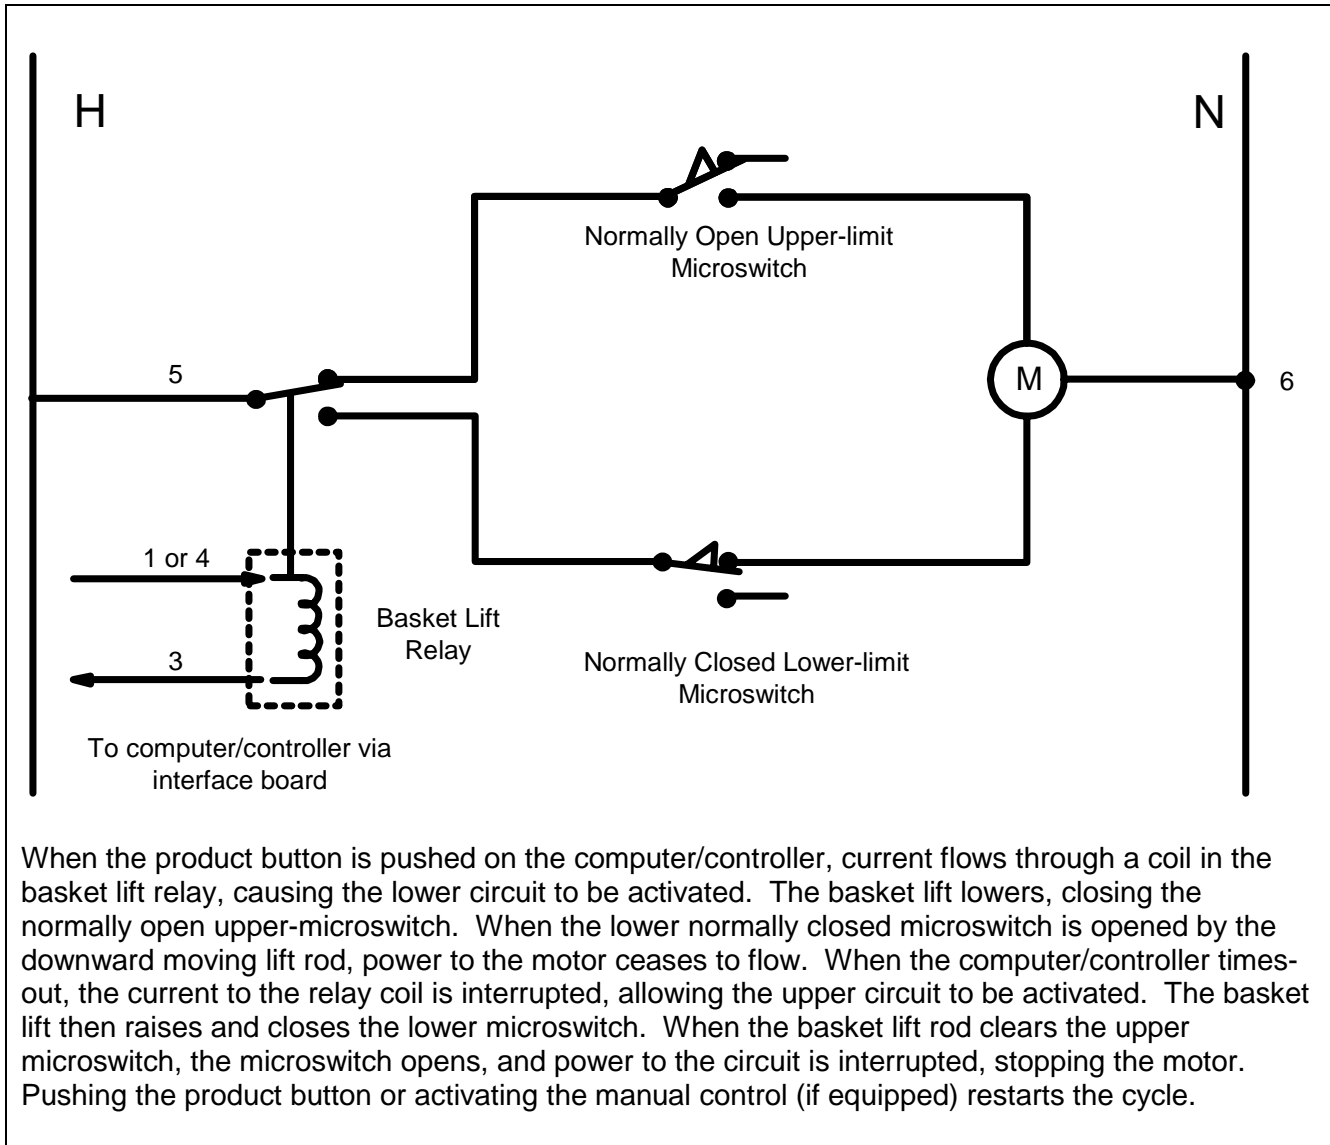 H
N
Normally Open Upper-limit
Microswitch
5
M
6
1 or 4
Basket Lift
Relay
3
Normally Closed Lower-limit
Microswitch
To computer/controller via
interface board
When the product button is pushed on the computer/controller, current flows through a coil in the
basket lift relay, causing the lower circuit to be activated.  The basket lift lowers, closing the
normally open upper-microswitch.  When the lower normally closed microswitch is opened by the
downward moving lift rod, power to the motor ceases to flow.  When the computer/controller times-
out, the current to the relay coil is interrupted, allowing the upper circuit to be activated.  The basket
lift then raises and closes the lower microswitch.  When the basket lift rod clears the upper
microswitch, the microswitch opens, and power to the circuit is interrupted, stopping the motor.
Pushing the product button or activating the manual control (if equipped) restarts the cycle.